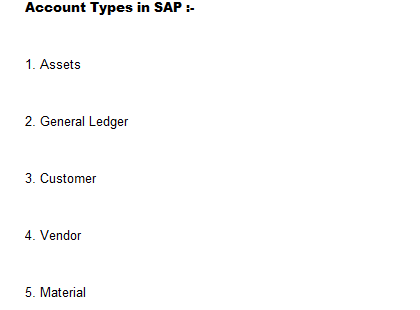 Account Types in SAP :-
1. Assets
2. General Ledger
3. Customer
4. Vendor
5. Material